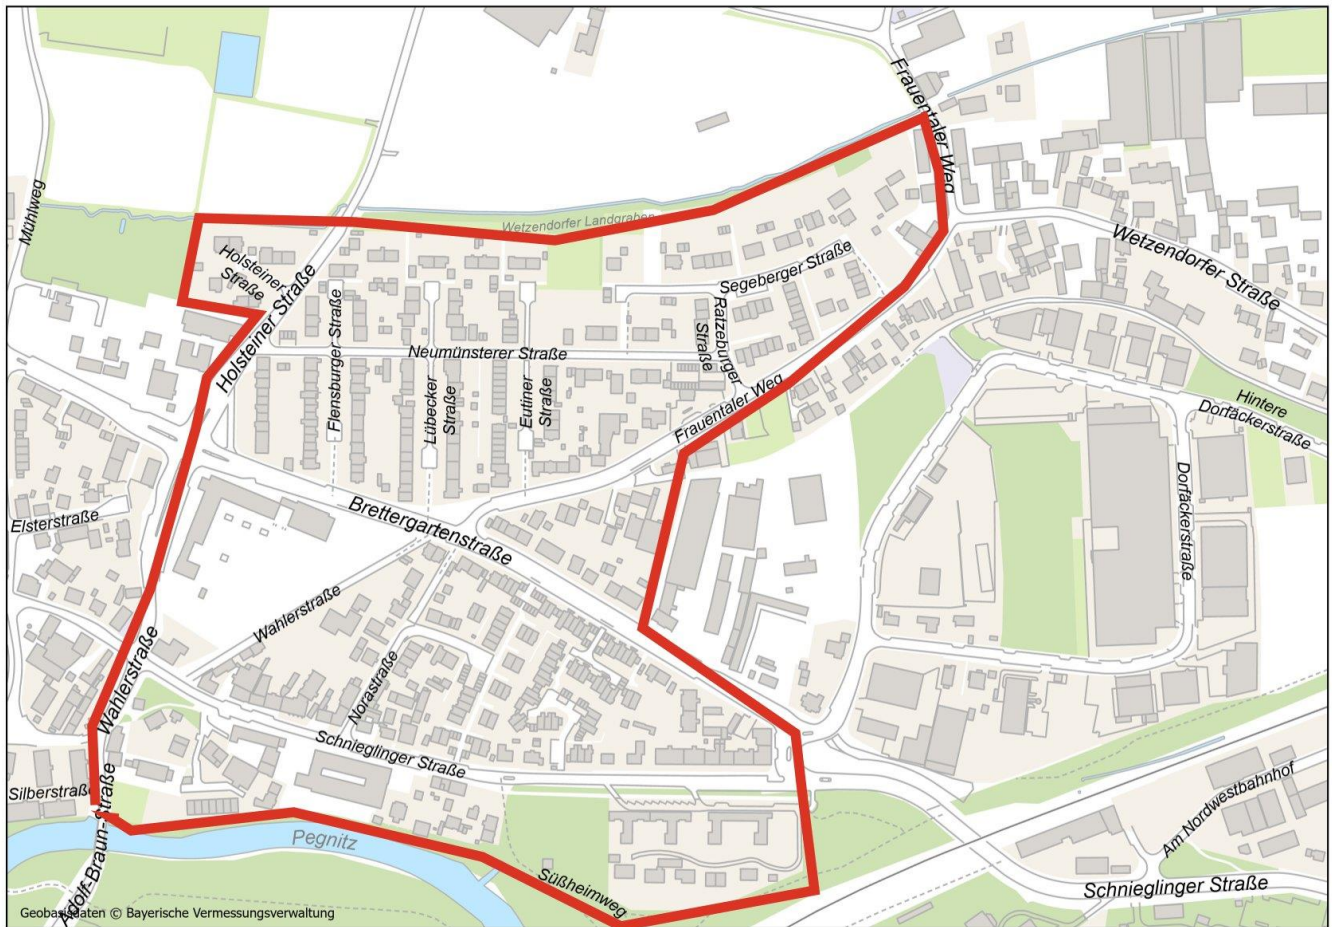 Frauentaler Weg
Mühlweg
Wetzendorfer Landgraben
Wetzendorfer Straße
Holsteiner
Straße
Segeberger Straße
Holsteiner Straße
Flensburger Straße
Ratzeburger
Straße
Neumünsterer Straße
Lübecker
Straße
Eutiner
Straße
Frauentaler Weg
Hintere
Dorfäckerstraße
Dorfäckerstraße
Elsterstraße
Brettergartenstraße
Wahlerstraße
Wahlerstraße
Norastraße
Schnieglinger Straße
Silberstraße
Adolf-Braun-Straße
Pegnitz
Süßheimweg
Am Nordwestbahnhof
Schnieglinger Straße
Geobasisdaten © Bayerische Vermessungsverwaltung